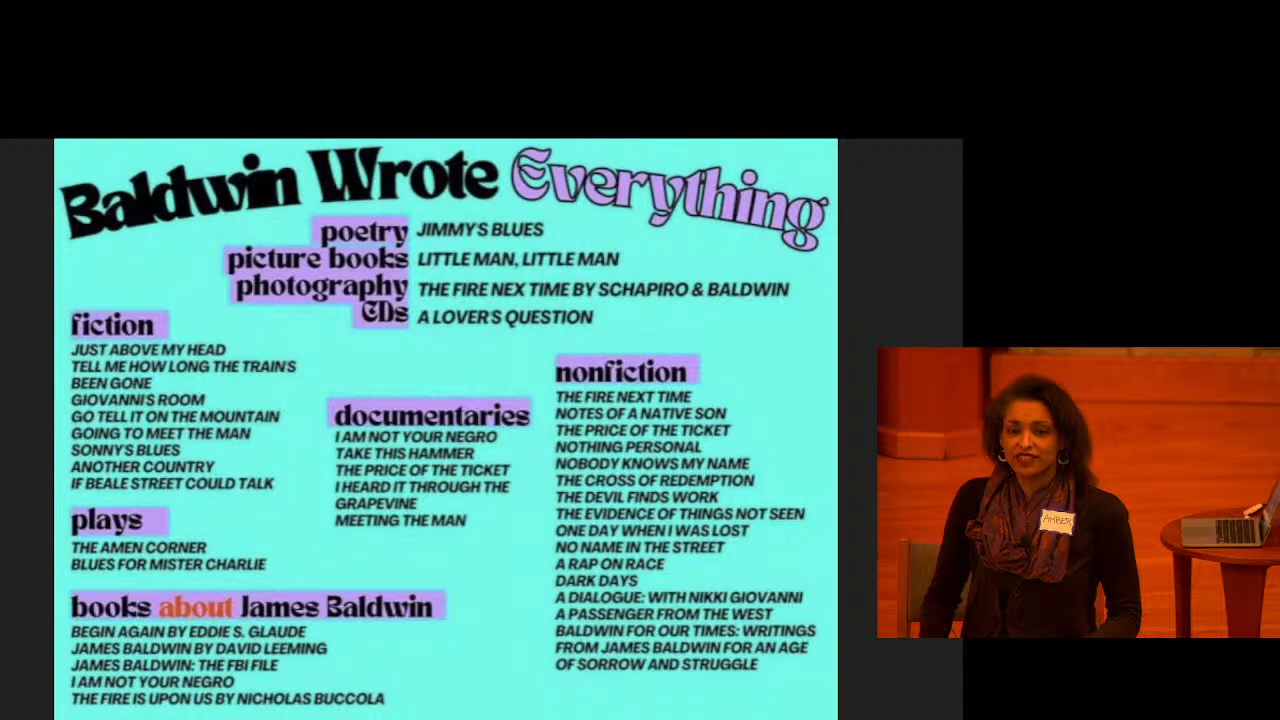 Baldwin Wrote Everything
poetry JIMMY'S BLUES
picture books LITTLE MAN, LITTLE MAN
photography THE FIRE NEX TIME BY SCHAPIRO & BALDWIN
CDs A LOVER'S QUESTION
fiction
JUST ABOVE MY HEAD
TELL ME HOW LONG THE TRAIN'S
BEEN GONE
GIOVANNI'S ROOM
GO TELL IT ON THE MOUNTAIN
GOING TO MEET THE MAN
SONNY'S BLUES
ANOTHER COUNTRY
IF BEALE STREET COULD TALK
plays
THE AMEN CORNER
BLUES FOR MISTER CHARLIE
books about James Baldwin
BEGIN AGAIN BY EDDIE S. GLAUDE
JAMES BALDWIN BY DAVID LEEMING
JAMES BALDWIN: THE FBI FILE
I AM NOT YOUR NEGRO
THE FIRE IS UPON US BY NICHOLAS BUCCOLA
documentaries
I AM NOT YOUR NEGRO
TAKE THIS HAMMER
THE PRICE OF THE TICKET
I HEARD IT THROUGH THE
GRAPEVINE
MEETING THE MAN
nonfiction
THE FIRE NEXT TIME
NOTES OF A NATIVE SON
THE PRICE OF THE TICKET
NOTHING PERSONAL
NOBODY KNOWS MY NAME
THE CROSS OF REDEMPTION
THE DEVIL FINDS WORK
THE EVIDENCE OF THINGS NOT SEEN
ONE DAY WHEN I WAS LOST
NO NAME IN THE STREET
A RAP ON RACE
DARK DAYS
A DIALOGUE: WITH NIKKI GIOVANNI
A PASSENGER FROM THE WEST
BALDWIN FOR OUR TIMES: WRITINGS
FROM JAMES BALDWIN FOR AN AGE
OF SORROW AND STRUGGLE
AMBER